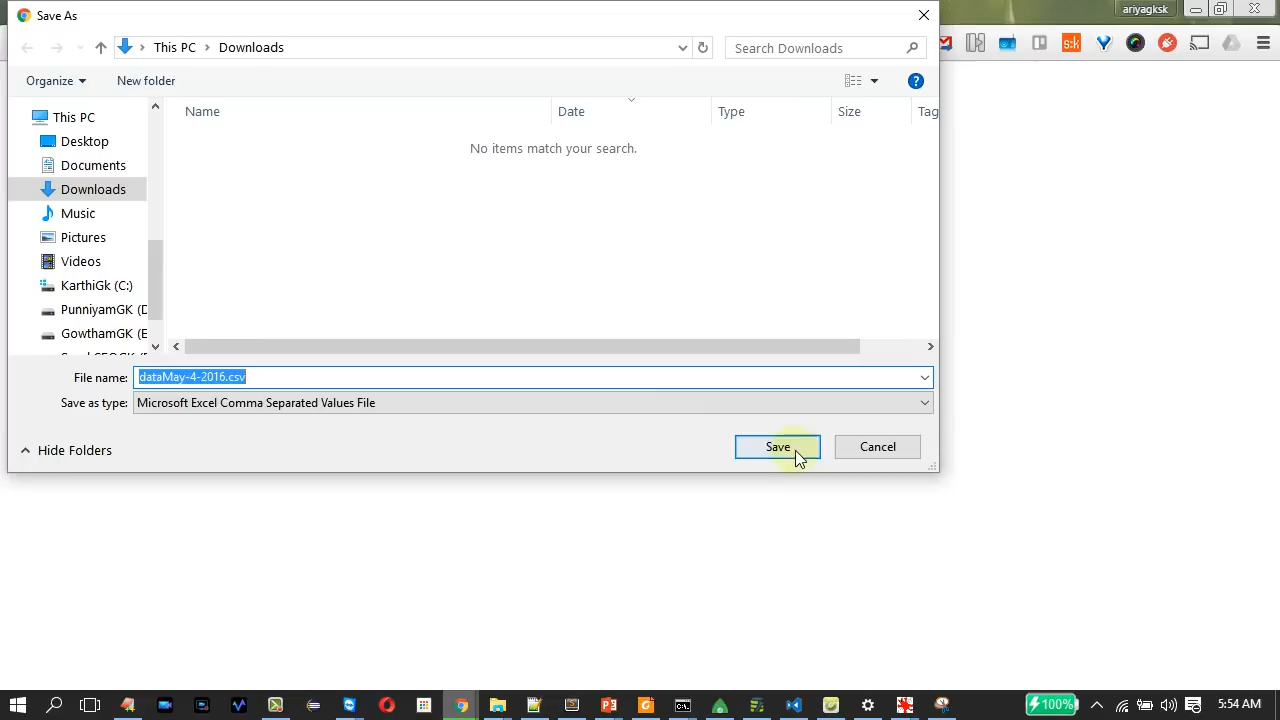 Save As
ariyagksk
This PC
Downloads
Search Downloads
Organize
New folder
Name
Date
Type
Size
Tag
No items match your search.
This PC
Desktop
Documents
Downloads
Music
Pictures
Videos
KarthiGk (C:)
PunniyamGK (D
GowthamGK (E
File name:
dataMay-4-2016.csv
Save as type:
Microsoft Excel Comma Separated Values File
Hide Folders
Save
Cancel
100%
5:54 AM